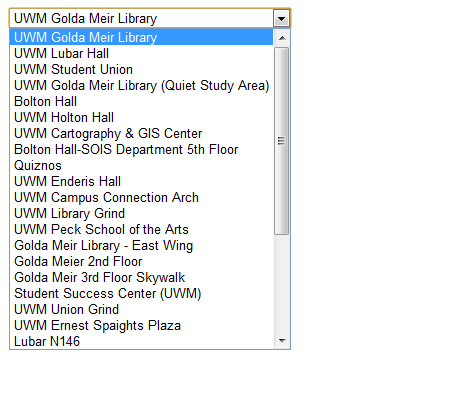 UWM Golda Meir Library
UWM Golda Meir Library
UWM Lubar Hall
UWM Student Union
UWM Golda Meir Library (Quiet Study Area)
Bolton Hall
UWM Holton Hall
UWM Cartography & GIS Center
Bolton Hall-SOIS Department 5th Floor
Quiznos
UWM Enderis Hall
UWM Campus Connection Arch
UWM Library Grind
UWM Peck School of the Arts
Golda Meir Library - East Wing
Golda Meier 2nd Floor
Golda Meir 3rd Floor Skywalk
Student Success Center (UWM)
UWM Union Grind
UWM Ernest Spaights Plaza
Lubar N146